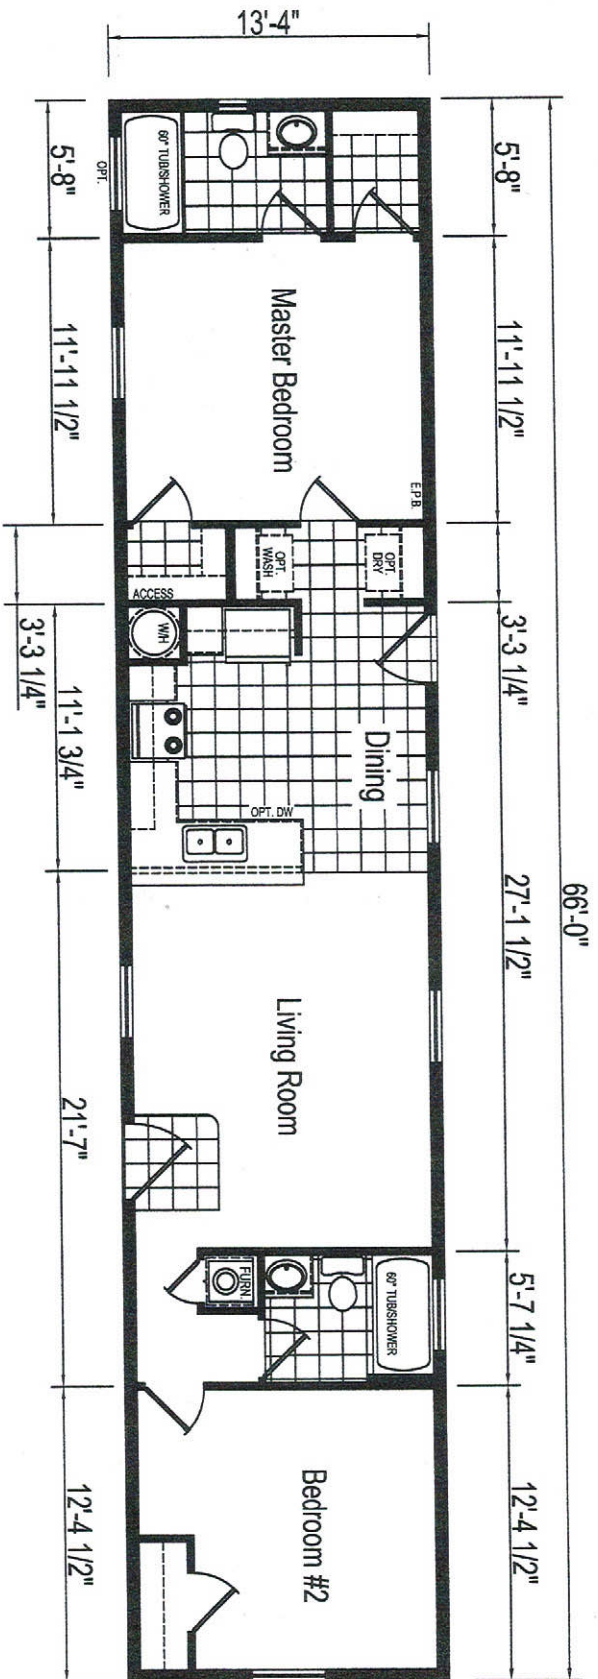 13'-4"
66'-0"
5'-8"
11'-11 1/2"
3'-3 1/4"
27'-1 1/2"
5'-7 1/4"
12'-4 1/2"
60" TUB/SHOWER
OPT.
Master Bedroom
E.P.B.
OPT.
DRY
OPT.
WASH
ACCESS
W/H
Dining
OPT. DW
Living Room
FURN.
60" TUB/SHOWER
Bedroom #2
5'-8"
11'-11 1/2"
3'-3 1/4"
11'-1 3/4"
21'-7"
12'-4 1/2"